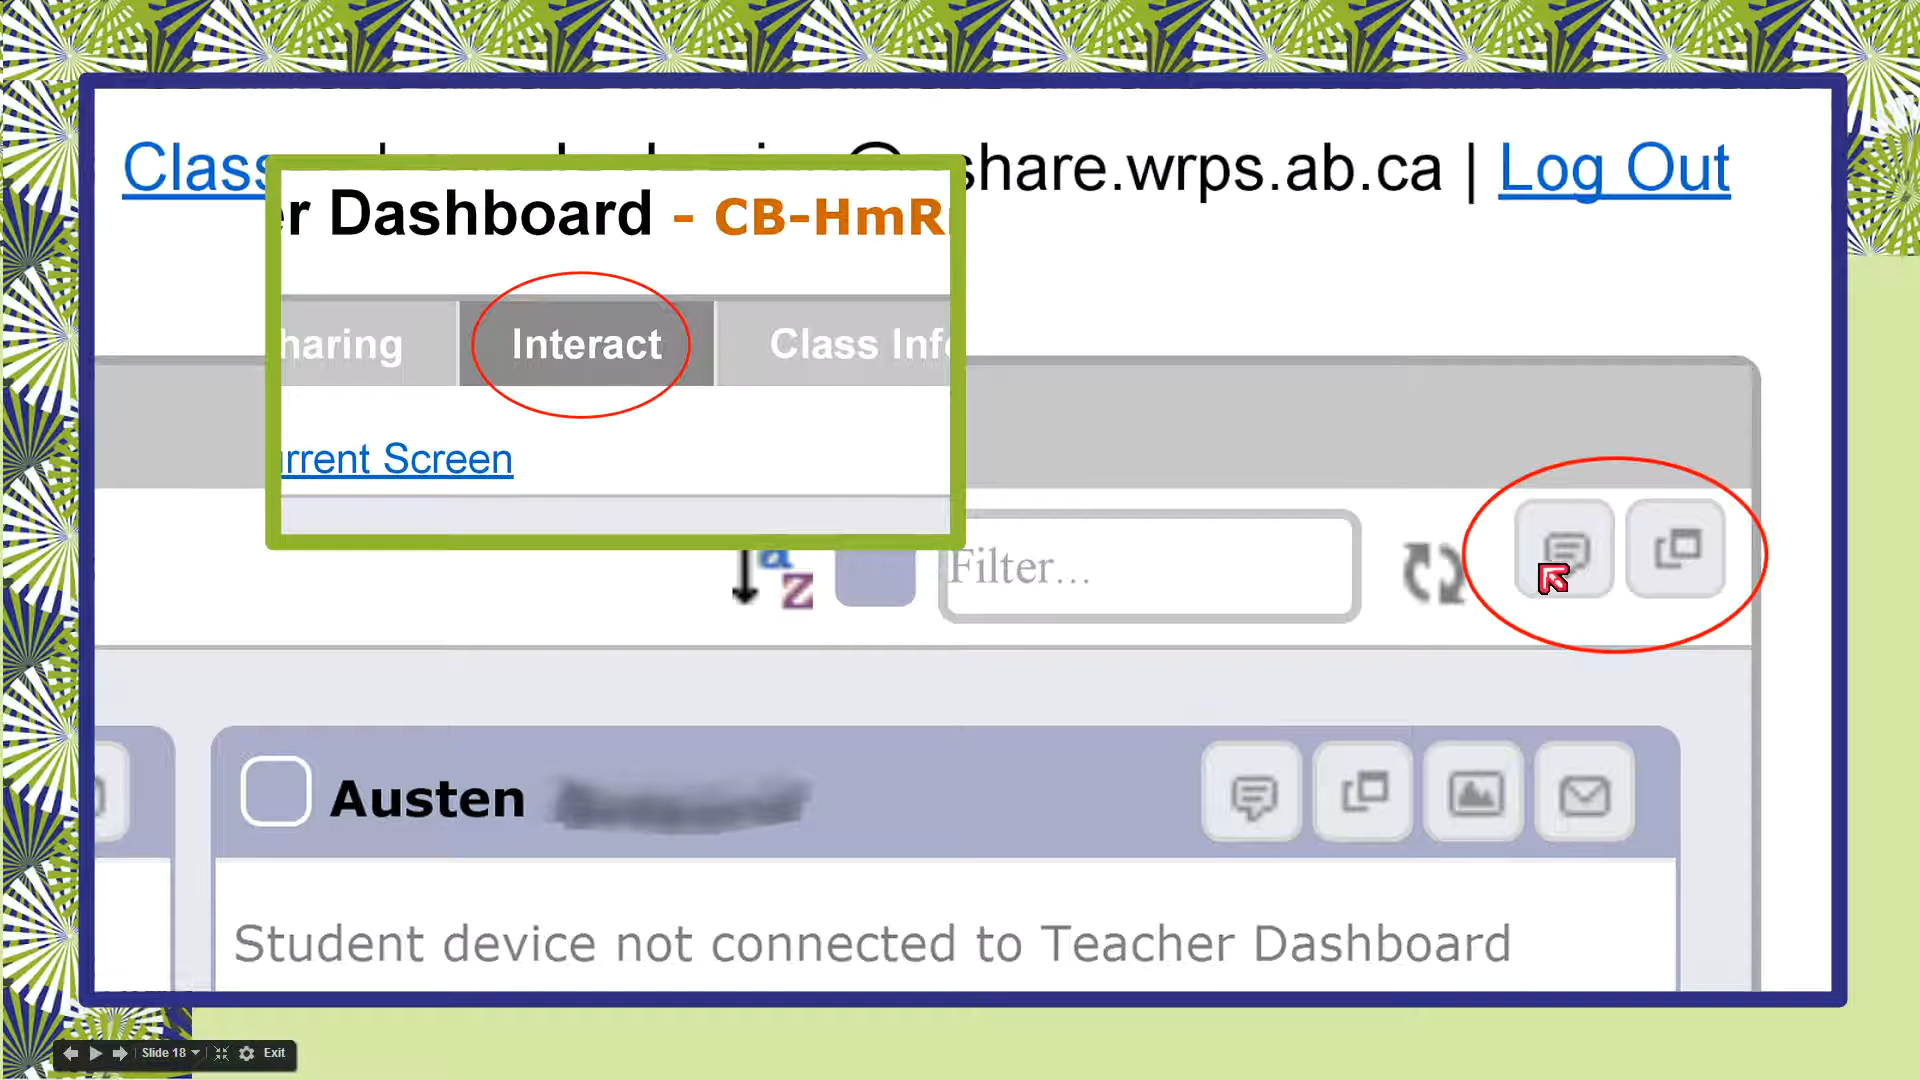 Class share.wrps.ab.ca | Log Out
er Dashboard - CB-HmR
haring Interact Class Inf
rrent Screen
a
z
Filter...
Austen
Student device not connected to Teacher Dashboard
Slide 18 Exit